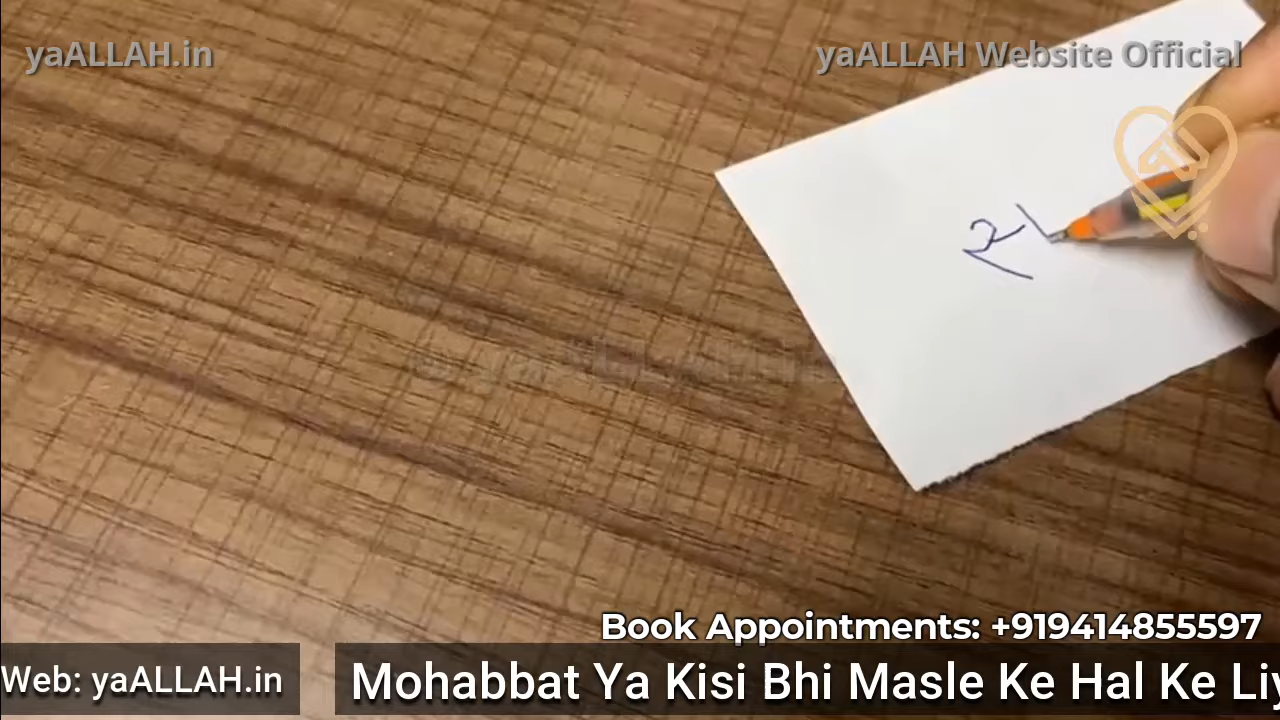 yaALLAH.in
yaALLAH Website Official
Book Appointments: +919414855597
Web: yaALLAH.in
Mohabbat Ya Kisi Bhi Masle Ke Hal Ke